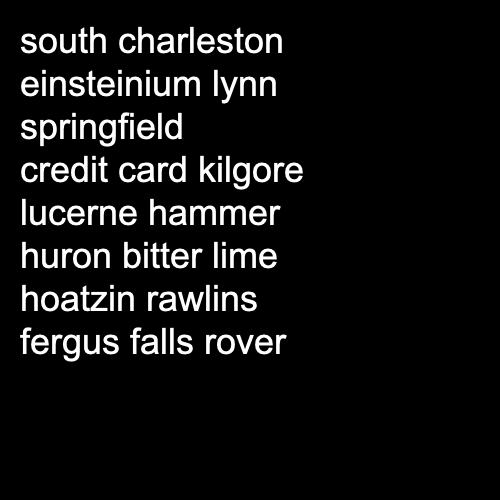 south charleston
einsteinium lynn
springfield
credit card kilgore
lucerne hammer
huron bitter lime
hoatzin rawlins
fergus falls rover